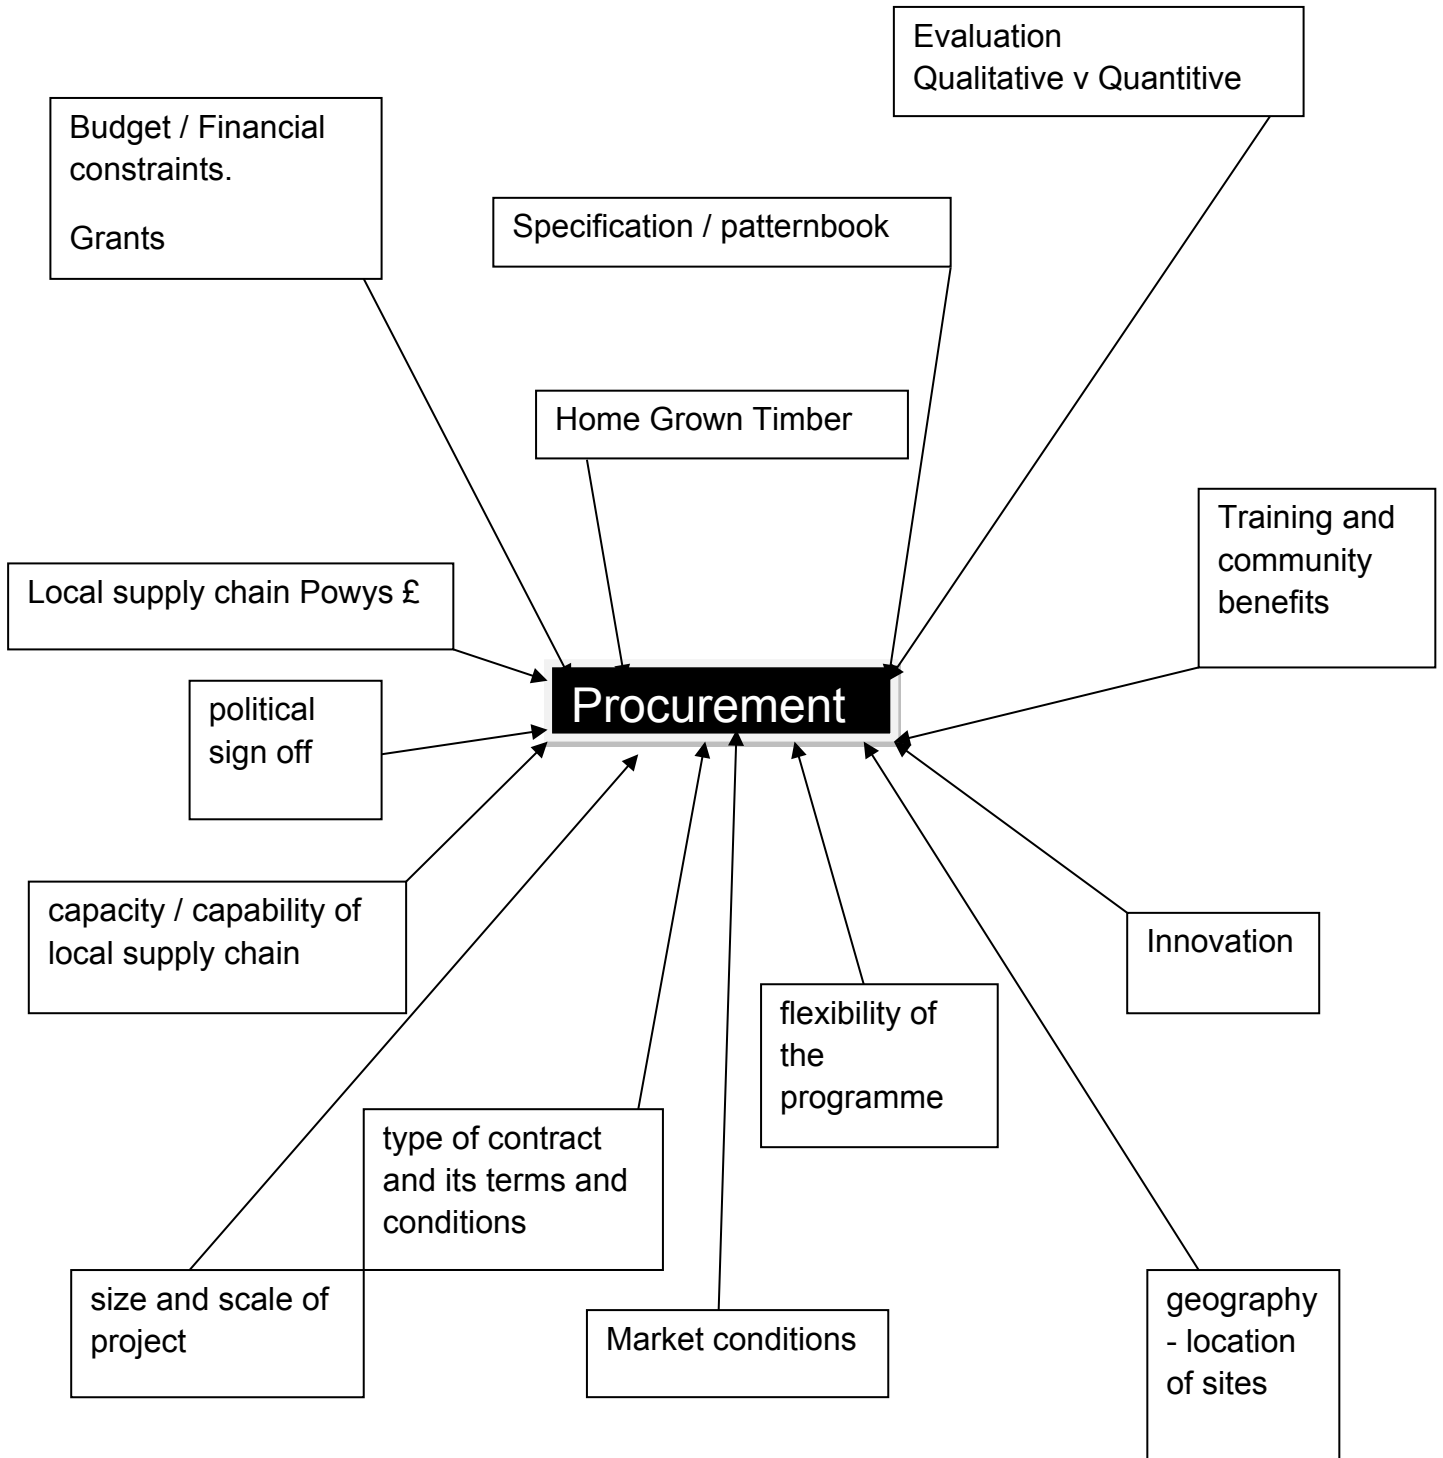 Evaluation
Qualitative v Quantitive
Budget / Financial
constraints.
Grants
Specification / patternbook
Home Grown Timber
Training and
community
benefits
Local supply chain Powys £
Procurement
political
sign off
capacity / capability of
local supply chain
Innovation
flexibility of
the
programme
type of contract
and its terms and
conditions
size and scale of
project
Market conditions
geography
- location
of sites